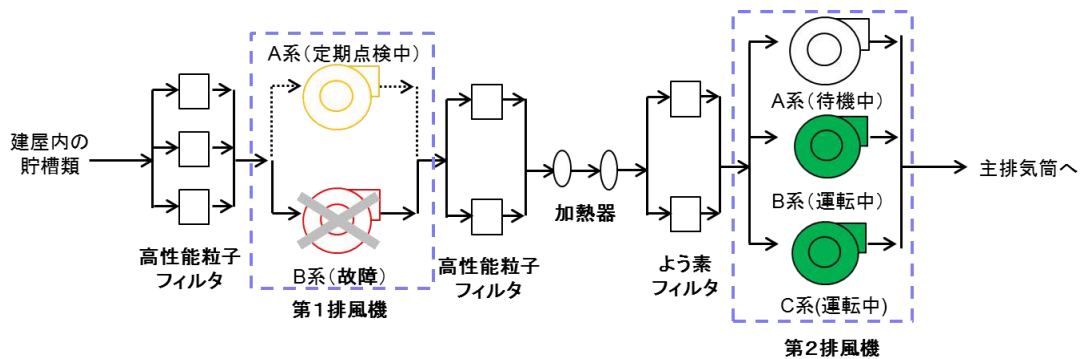 建屋内の
貯槽類
高性能粒子
フィルタ
A系(定期点検中)
B系(故障)
第1排風機
高性能粒子
フィルタ
加熱器
よう素
フィルタ
A系(待機中)
B系(運転中)
C系(運転中)
第2排風機
主排気筒へ